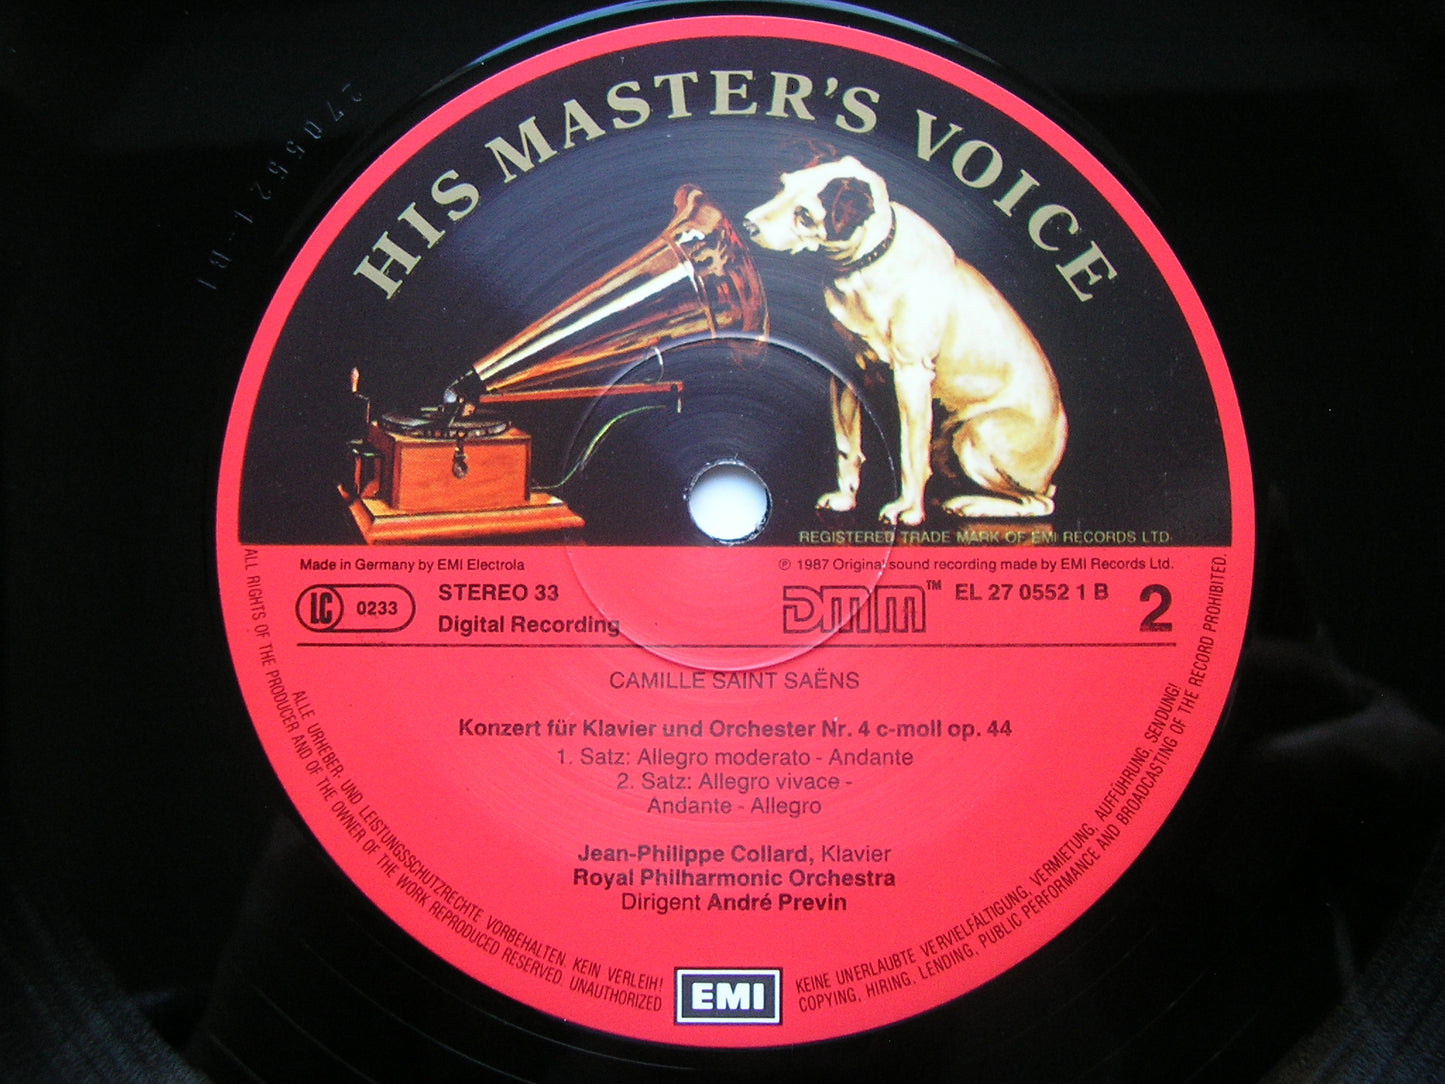 270552-1-B1
HIS MASTER'S VOICE
REGISTERED TRADE MARK OF EMI RECORDS LTD.
Made in Germany by EMI Electrola
℗ 1987 Original sound recording made by EMI Records Ltd.
LC 0233
STEREO 33
Digital Recording
DMM™
EL 27 0552 1 B
2
CAMILLE SAINT SAËNS
Konzert für Klavier und Orchester Nr. 4 c-moll op. 44
1. Satz: Allegro moderato - Andante
2. Satz: Allegro vivace -
Andante - Allegro
Jean-Philippe Collard, Klavier
Royal Philharmonic Orchestra
Dirigent André Previn
ALLE URHEBER- UND LEISTUNGSSCHUTZRECHTE VORBEHALTEN. KEIN VERLEIH!
KEINE UNERLAUBTE VERVIELFÄLTIGUNG, VERMIETUNG, AUFFÜHRUNG, SENDUNG!
ALL RIGHTS OF THE PRODUCER AND OF THE OWNER OF THE WORK REPRODUCED RESERVED. UNAUTHORIZED
COPYING, HIRING, LENDING, PUBLIC PERFORMANCE AND BROADCASTING OF THE RECORD PROHIBITED.
EMI